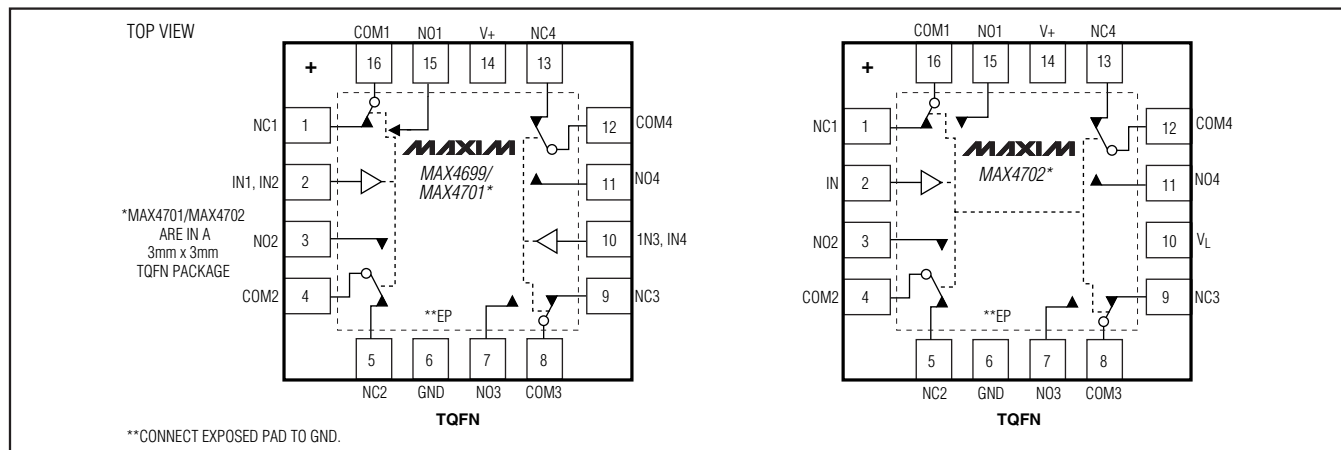 TOP VIEW
COM1 NO1 V+ NC4
+ 16 15 14 13
NC1 1
IN1, IN2 2
NO2 3
COM2 4
12 COM4
11 NO4
10 1N3, IN4
9 NC3
MAXIM
MAX4699/
MAX4701*
**EP
5 6 7 8
NC2 GND NO3 COM3
TQFN
*MAX4701/MAX4702
ARE IN A
3mm x 3mm
TQFN PACKAGE
**CONNECT EXPOSED PAD TO GND.
COM1 NO1 V+ NC4
+ 16 15 14 13
NC1 1
IN 2
NO2 3
COM2 4
12 COM4
11 NO4
10 VL
9 NC3
MAXIM
MAX4702*
**EP
5 6 7 8
NC2 GND NO3 COM3
TQFN